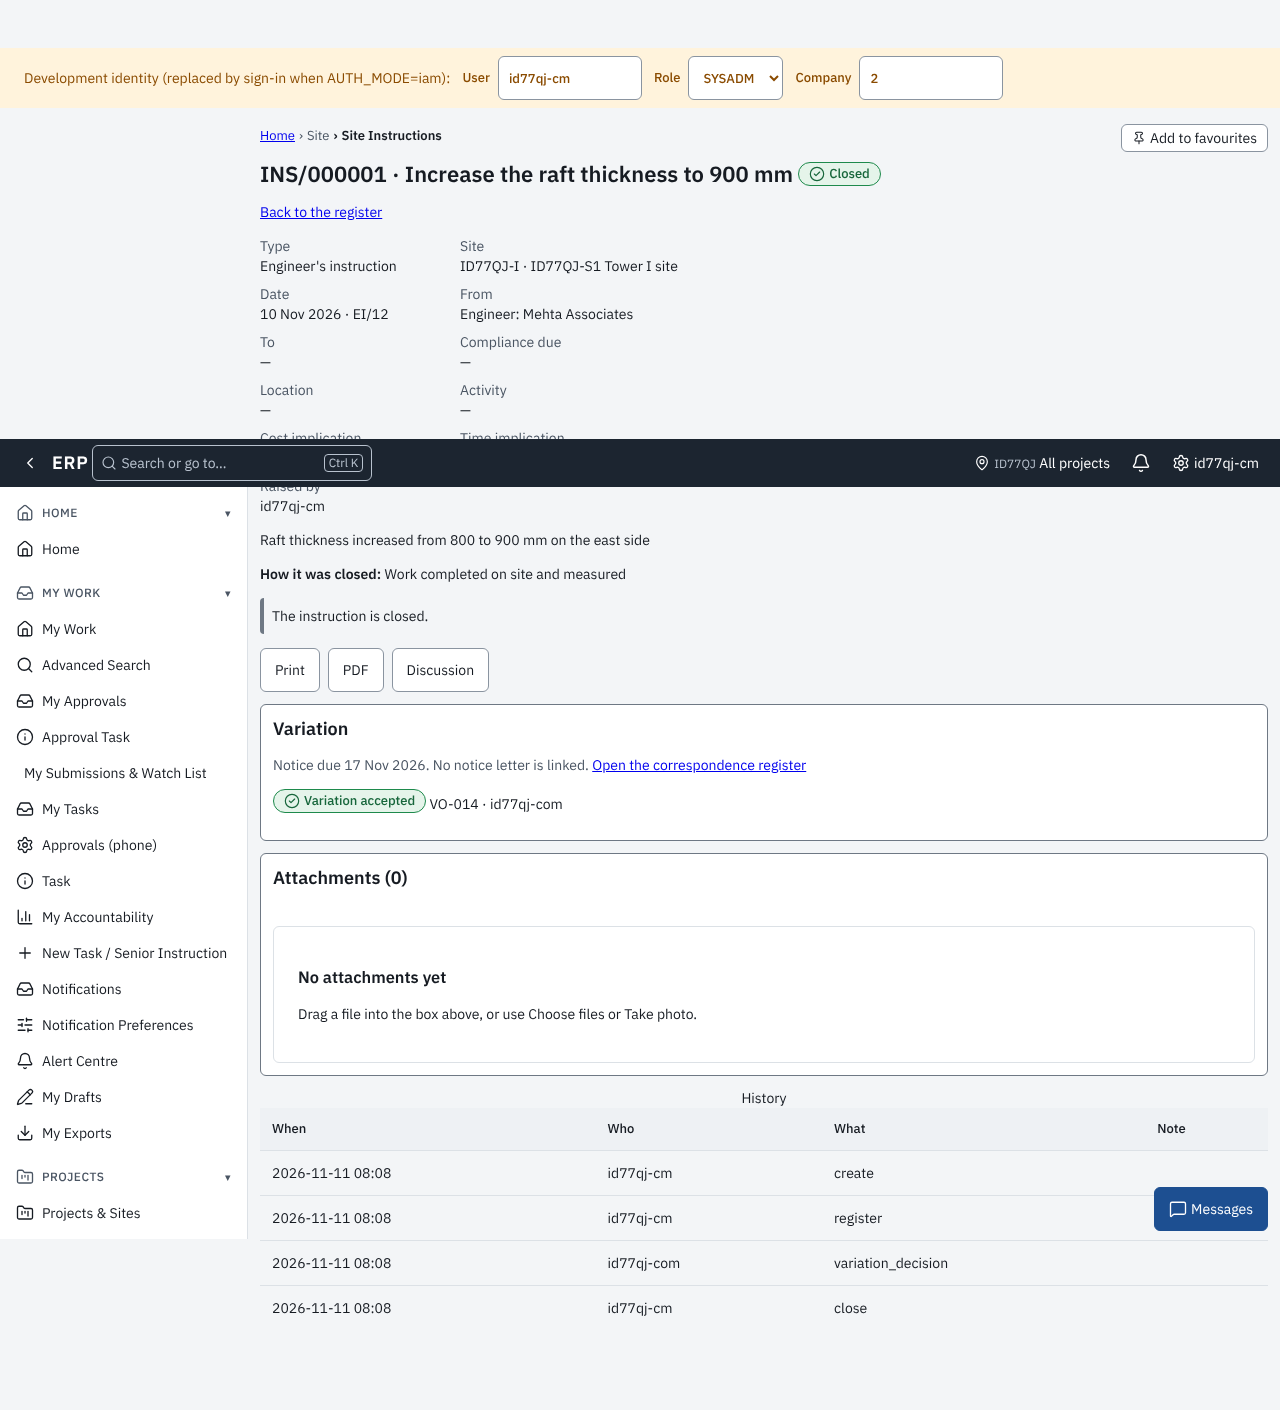 Development identity (replaced by sign-in when AUTH_MODE=iam): User id77qj-cm Role SYSADM Company 2
Home › Site › Site Instructions
Add to favourites
INS/000001 · Increase the raft thickness to 900 mm Closed
Back to the register
Type Site
Engineer's instruction ID77QJ-I · ID77QJ-S1 Tower I site
Date From
10 Nov 2026 · EI/12 Engineer: Mehta Associates
To Compliance due
— —
Location Activity
— —
Cost implication Time implication
ERP Search or go to... Ctrl K ID77QJ All projects id77qj-cm
HOME
Home
MY WORK
My Work
Advanced Search
My Approvals
Approval Task
My Submissions & Watch List
My Tasks
Approvals (phone)
Task
My Accountability
New Task / Senior Instruction
Notifications
Notification Preferences
Alert Centre
My Drafts
My Exports
PROJECTS
Projects & Sites
Raised by
id77qj-cm
Raft thickness increased from 800 to 900 mm on the east side
How it was closed: Work completed on site and measured
The instruction is closed.
Print PDF Discussion
Variation
Notice due 17 Nov 2026. No notice letter is linked. Open the correspondence register
Variation accepted VO-014 · id77qj-com
Attachments (0)
No attachments yet
Drag a file into the box above, or use Choose files or Take photo.
History
When Who What Note
2026-11-11 08:08 id77qj-cm create
2026-11-11 08:08 id77qj-cm register
2026-11-11 08:08 id77qj-com variation_decision
2026-11-11 08:08 id77qj-cm close
Messages